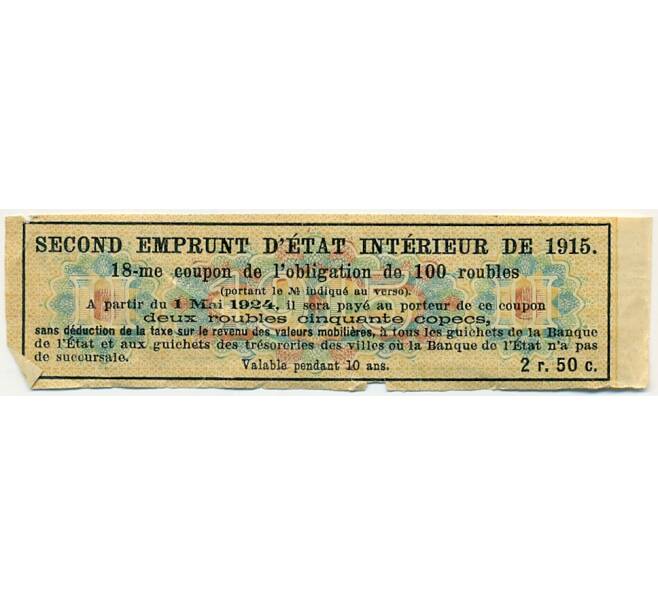 SECOND EMPRUNT D'ÉTAT INTÉRIEUR DE 1915.
18-me coupon de l'obligation de 100 roubles
(portant le № indiqué au verso).
A partir du 1 Mai 1924, il sera payé au porteur de ce coupon
deux roubles cinquante copecs,
sans déduction de la taxe sur le revenu des valeurs mobilières, à tous les guichets de la Banque
de l'État et aux guichets des trésoreries des villes où la Banque de l'État n'a pas
de succursale.
Valable pendant 10 ans.
2 r. 50 c.